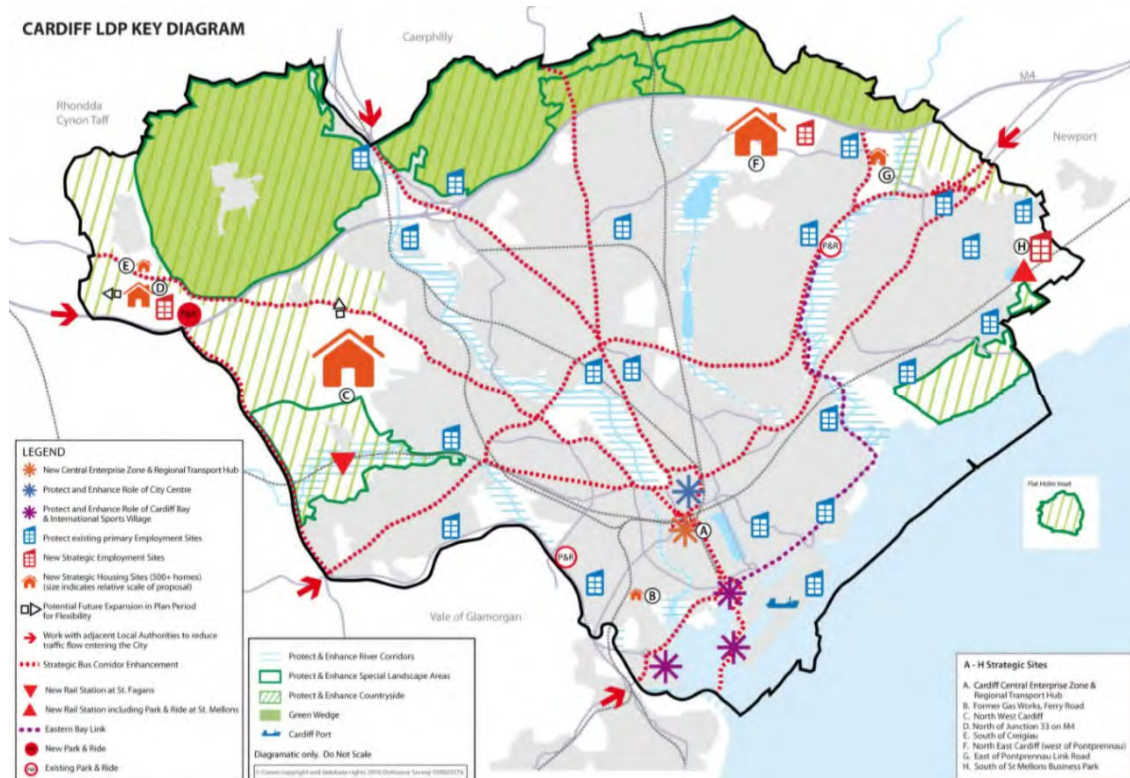 CARDIFF LDP KEY DIAGRAM
Caerphilly
Rhondda
Cynon Taff
M4
Newport
F
G
P&R
H
E
D
P&R
C
A
B
P&R
Vale of Glamorgan
Flat Holm Inset
LEGEND
New Central Enterprise Zone & Regional Transport Hub
Protect and Enhance Role of City Centre
Protect and Enhance Role of Cardiff Bay
& International Sports Village
Protect existing primary Employment Sites
New Strategic Employment Sites
New Strategic Housing Sites (500+ homes)
(size indicates relative scale of proposal)
Potential Future Expansion in Plan Period
for Flexibility
Work with adjacent Local Authorities to reduce
traffic flow entering the City
Strategic Bus Corridor Enhancement
New Rail Station at St. Fagans
New Rail Station including Park & Ride at St. Mellons
Eastern Bay Link
P&R
New Park & Ride
P&R
Existing Park & Ride
Protect & Enhance River Corridors
Protect & Enhance Special Landscape Areas
Protect & Enhance Countryside
Green Wedge
Cardiff Port
Diagramatic only. Do Not Scale
© Crown copyright and database rights 2016 Ordnance Survey
A - H Strategic Sites
A. Cardiff Central Enterprise Zone &
Regional Transport Hub
B. Former Gas Works, Ferry Road
C. North West Cardiff
D. North of Junction 33 on M4
E. South of Creigiau
F. North East Cardiff (west of Pontprennau)
G. East of Pontprennau Link Road
H. South of St Mellons Business Park